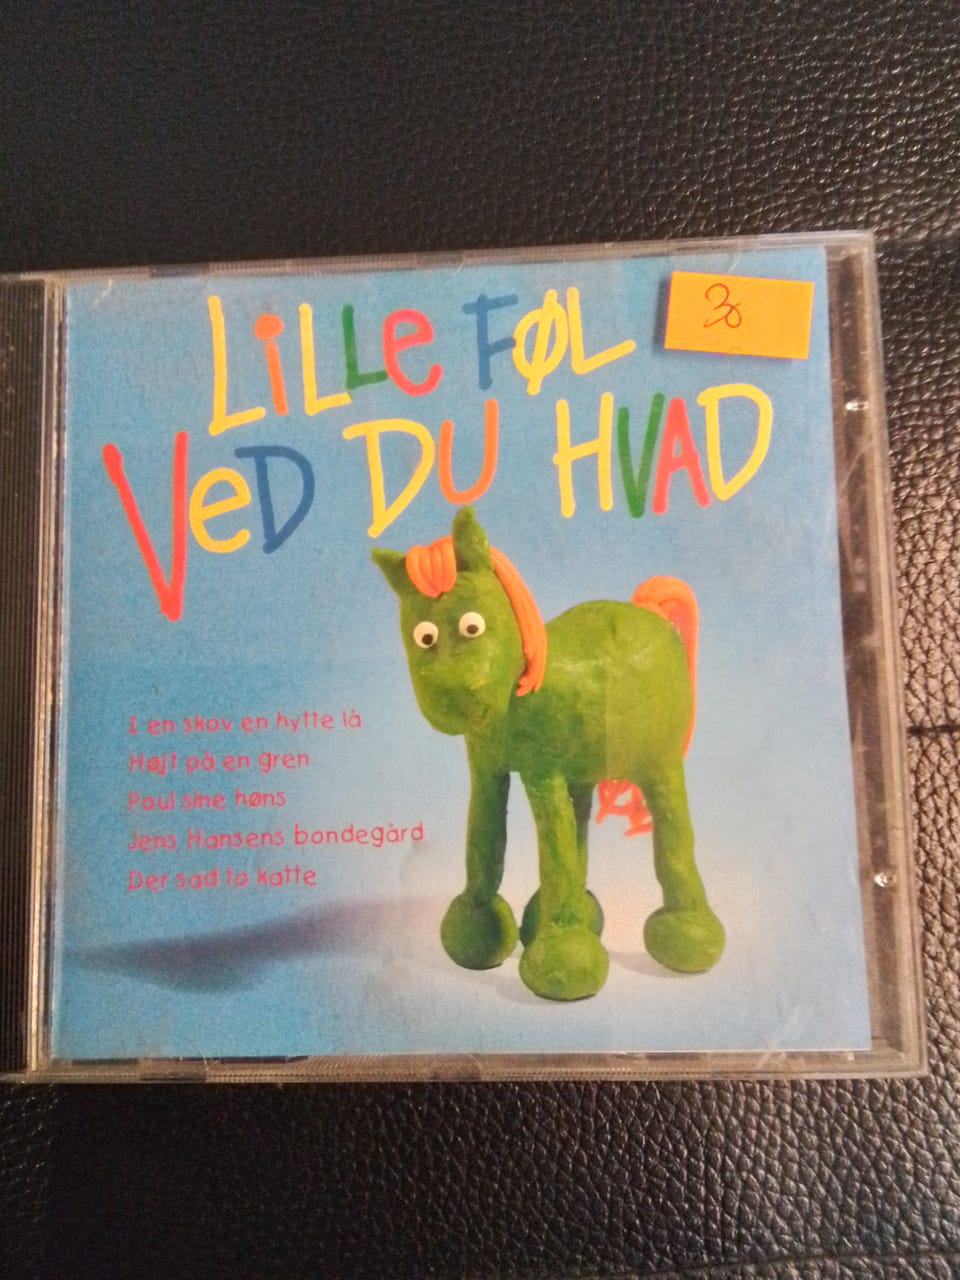 LiLLe FØL
30
VeD DU HVAD
I en skov en hytte lå
Højt på en gren
Poul sine høns
Jens Hansens bondegård
Der sad to katte